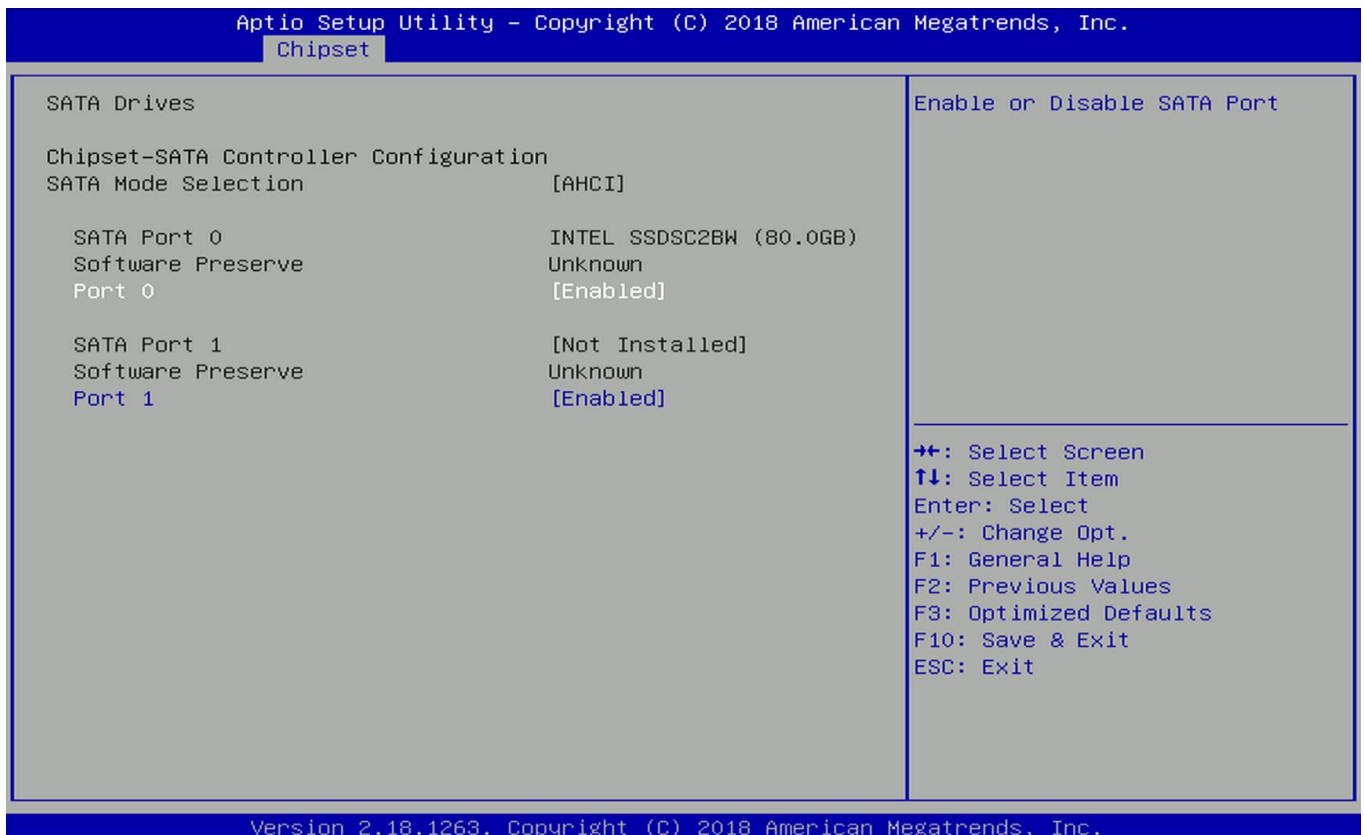 Aptio Setup Utility – Copyright (C) 2018 American Megatrends, Inc.
Chipset
SATA Drives
Chipset-SATA Controller Configuration
SATA Mode Selection [AHCI]
SATA Port 0 INTEL SSDSC2BW (80.0GB)
Software Preserve Unknown
Port 0 [Enabled]
SATA Port 1 [Not Installed]
Software Preserve Unknown
Port 1 [Enabled]
Enable or Disable SATA Port
→←: Select Screen
↑↓: Select Item
Enter: Select
+/-: Change Opt.
F1: General Help
F2: Previous Values
F3: Optimized Defaults
F10: Save & Exit
ESC: Exit
Version 2.18.1263. Copyright (C) 2018 American Megatrends, Inc.